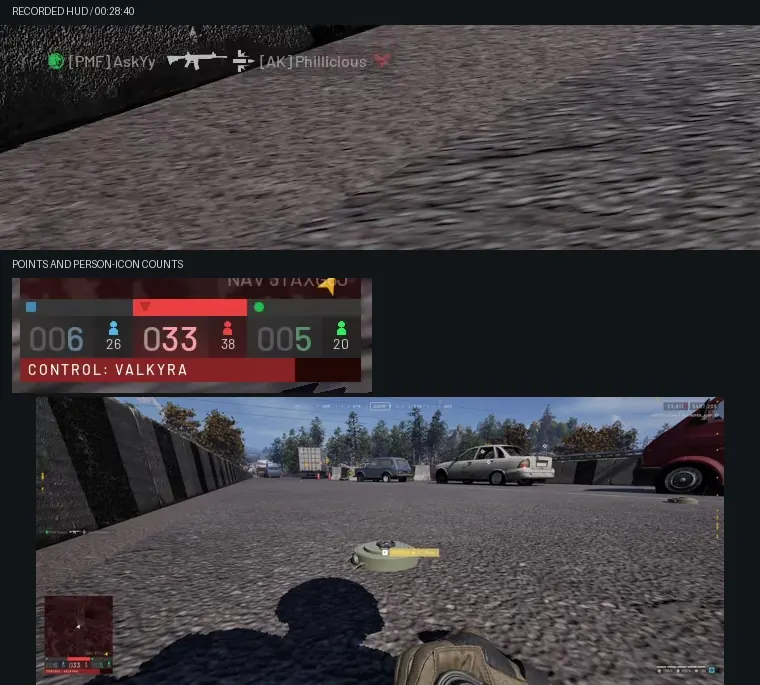 RECORDED HUD / 00:28:40
[PMF]AskYy [AK]Phillicious
POINTS AND PERSON-ICON COUNTS
006 26 033 38 005 20
CONTROL: VALKYRA